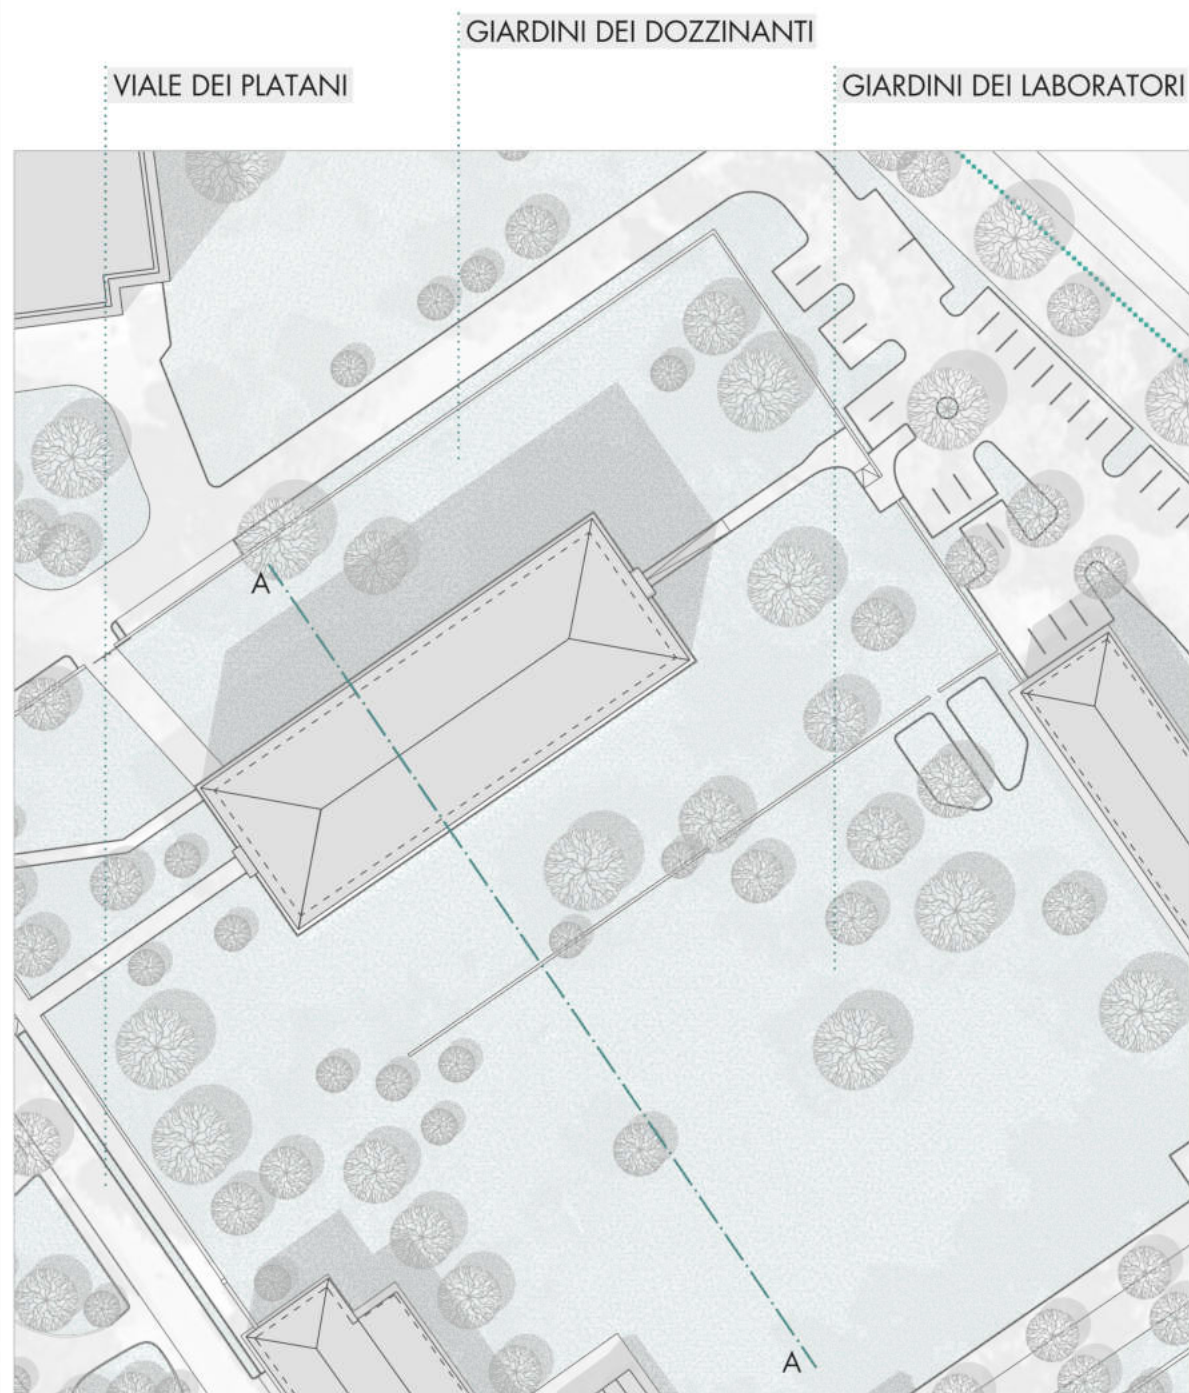 GIARDINI DEI DOZZINANTI
VIALE DEI PLATANI
GIARDINI DEI LABORATORI
A
A